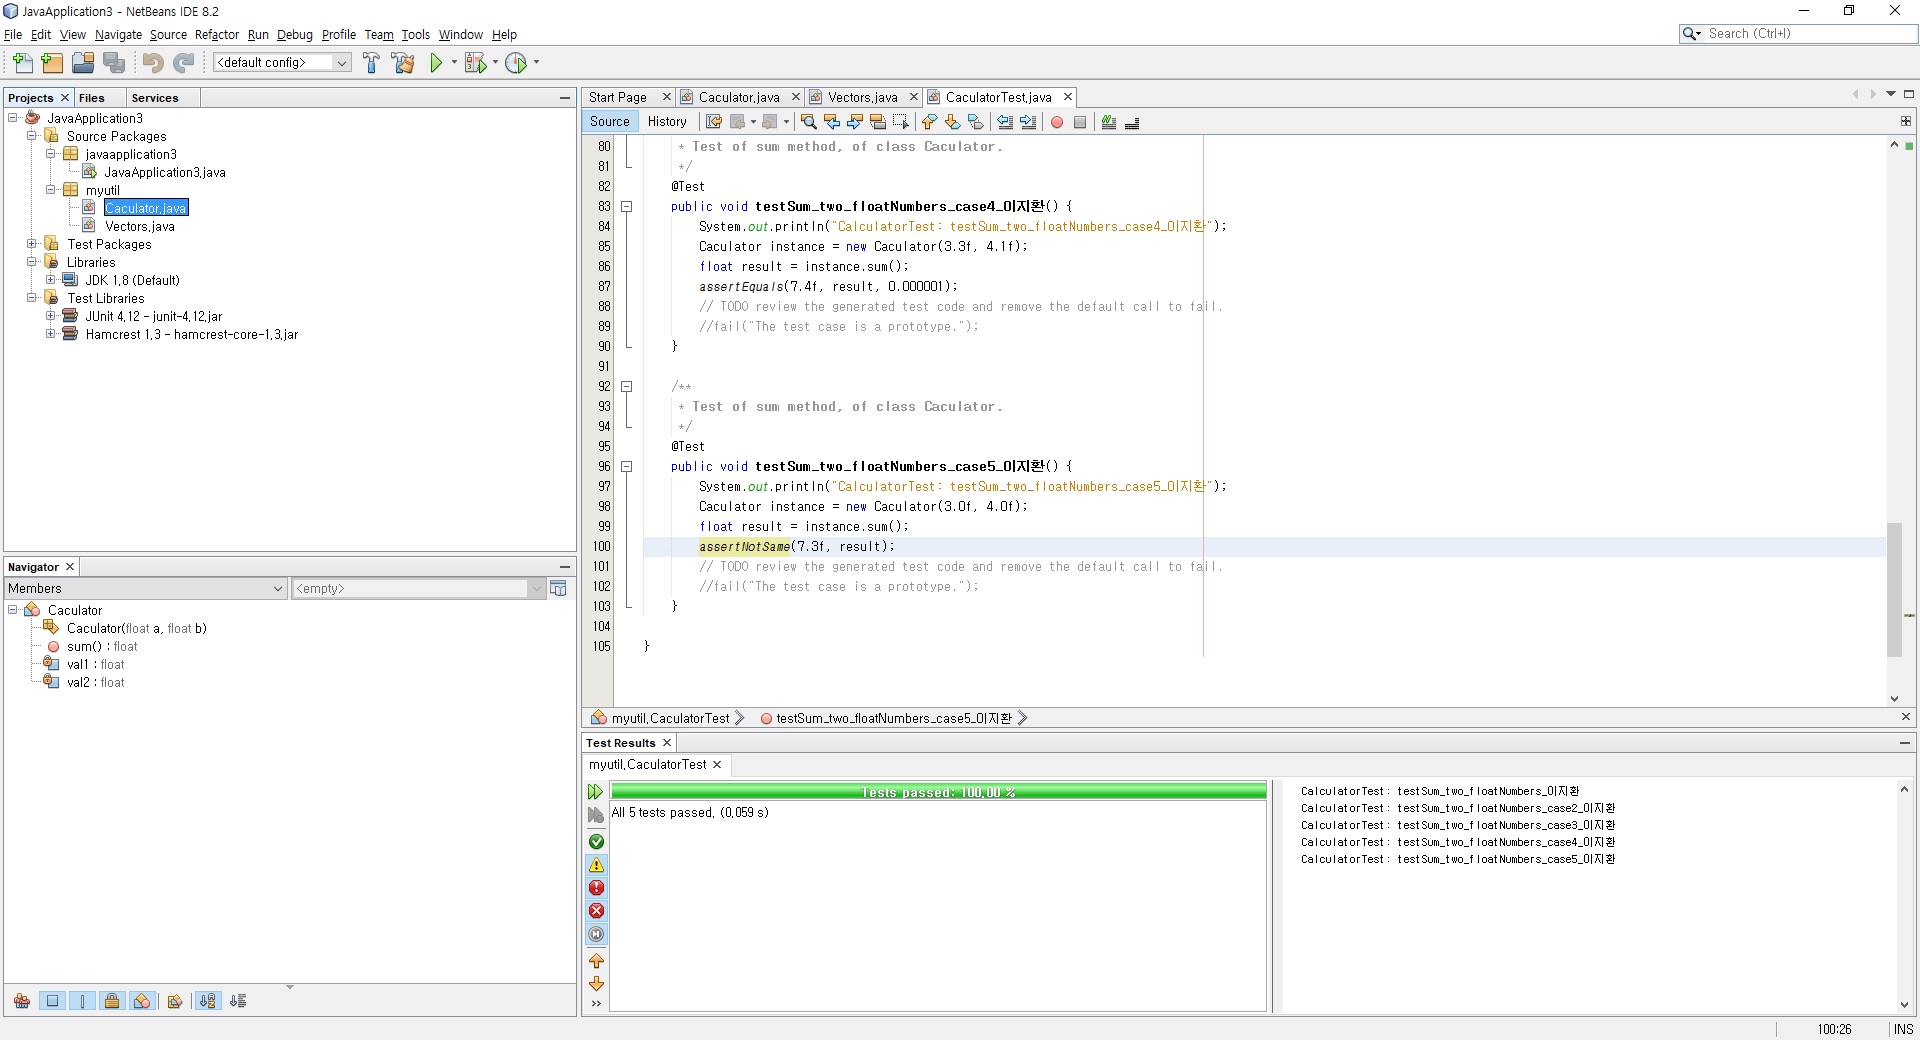 JavaApplication3 - NetBeans IDE 8.2
File Edit View Navigate Source Refactor Run Debug Profile Team Tools Window Help
Search (Ctrl+I)
<default config>
Projects Files Services
JavaApplication3
Source Packages
javaapplication3
JavaApplication3.java
myutil
Caculator.java
Vectors.java
Test Packages
Libraries
JDK 1.8 (Default)
Test Libraries
JUnit 4.12 - junit-4.12.jar
Hamcrest 1.3 - hamcrest-core-1.3.jar
Navigator
Members <empty>
Caculator
Caculator(float a, float b)
sum() : float
val1 : float
val2 : float
Start Page Caculator.java Vectors.java CaculatorTest.java
Source History
80 * Test of sum method, of class Caculator.
81 */
82 @Test
83 public void testSum_two_floatNumbers_case4_이지환() {
84 System.out.println("CalculatorTest: testSum_two_floatNumbers_case4_이지환");
85 Caculator instance = new Caculator(3.3f, 4.1f);
86 float result = instance.sum();
87 assertEquals(7.4f, result, 0.000001);
88 // TODO review the generated test code and remove the default call to fail.
89 //fail("The test case is a prototype.");
90 }
91
92 /**
93 * Test of sum method, of class Caculator.
94 */
95 @Test
96 public void testSum_two_floatNumbers_case5_이지환() {
97 System.out.println("CalculatorTest: testSum_two_floatNumbers_case5_이지환");
98 Caculator instance = new Caculator(3.0f, 4.0f);
99 float result = instance.sum();
100 assertNotSame(7.3f, result);
101 // TODO review the generated test code and remove the default call to fail.
102 //fail("The test case is a prototype.");
103 }
104
105 }
myutil.CaculatorTest testSum_two_floatNumbers_case5_이지환
Test Results
myutil.CaculatorTest
Tests passed: 100.00 %
All 5 tests passed. (0.059 s)
CalculatorTest: testSum_two_floatNumbers_이지환
CalculatorTest: testSum_two_floatNumbers_case2_이지환
CalculatorTest: testSum_two_floatNumbers_case3_이지환
CalculatorTest: testSum_two_floatNumbers_case4_이지환
CalculatorTest: testSum_two_floatNumbers_case5_이지환
100:26 INS